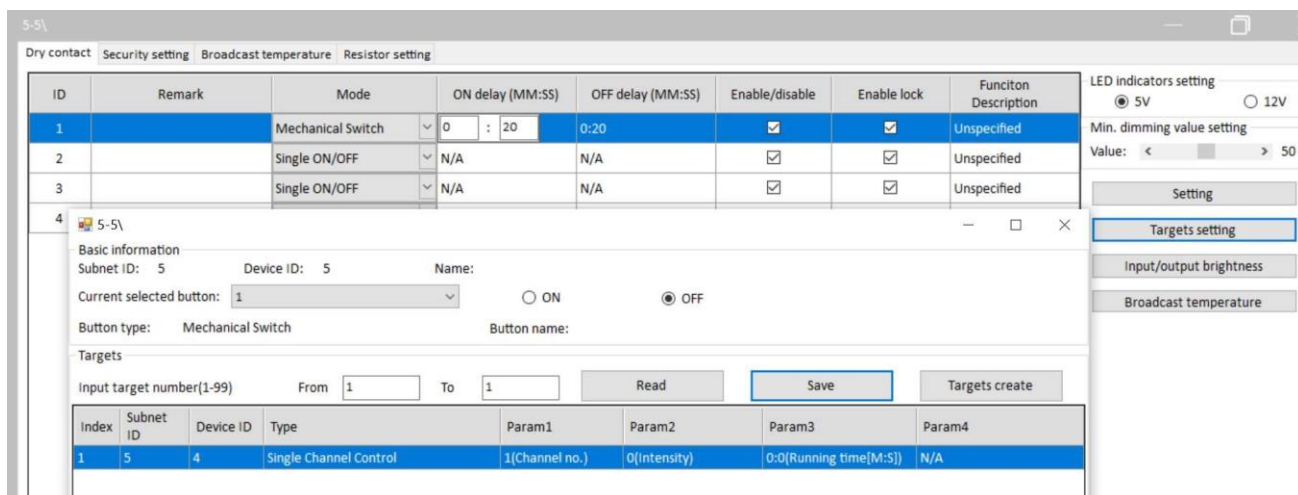 5-5\
Dry contact Security setting Broadcast temperature Resistor setting
ID Remark Mode ON delay (MM:SS) OFF delay (MM:SS) Enable/disable Enable lock Funciton Description
1 Mechanical Switch 0 : 20 0:20 Unspecified
2 Single ON/OFF N/A N/A Unspecified
3 Single ON/OFF N/A N/A Unspecified
4
LED indicators setting
5V 12V
Min. dimming value setting
Value: < > 50
Setting
Targets setting
Input/output brightness
Broadcast temperature
5-5\
Basic information
Subnet ID: 5 Device ID: 5 Name:
Current selected button: 1 ON OFF
Button type: Mechanical Switch Button name:
Targets
Input target number(1-99) From 1 To 1 Read Save Targets create
Index Subnet ID Device ID Type Param1 Param2 Param3 Param4
1 5 4 Single Channel Control 1(Channel no.) 0(Intensity) 0:0(Running time[M:S]) N/A